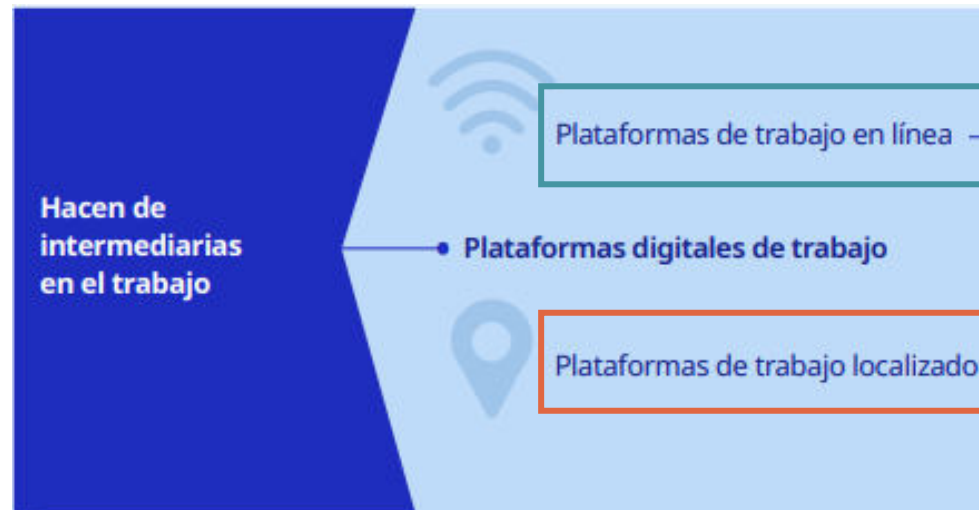 Hacen de
intermediarias
en el trabajo
Plataformas de trabajo en línea
Plataformas digitales de trabajo
Plataformas de trabajo localizado